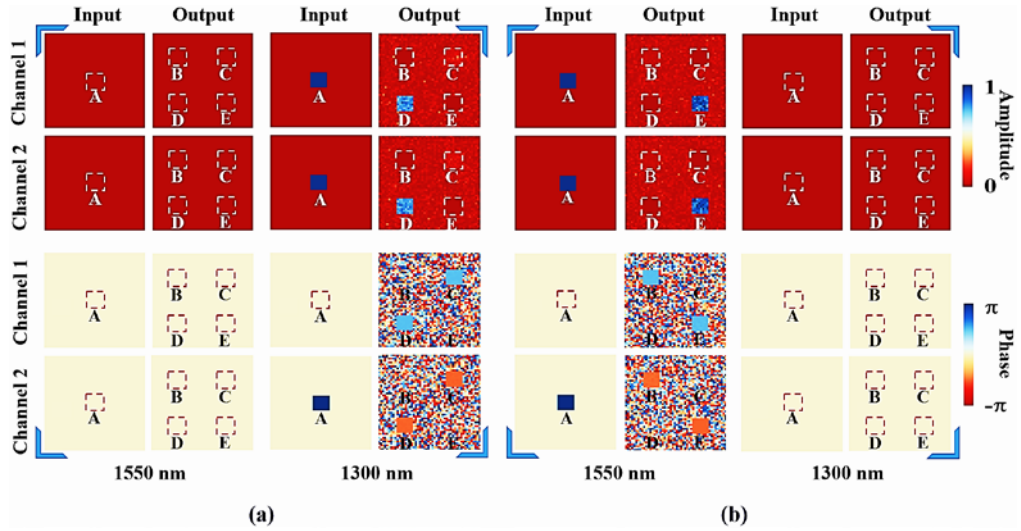 Input Output Input Output Input Output Input Output
Channel 1
A B C D E A B C D E A B C D E A B C D E
1 Amplitude 0
Channel 2
A B C D E A B C D E A B C D E A B C D E
Channel 1
A B C D E A B C D E A B C D E A B C D E
π Phase -π
Channel 2
A B C D E A B C D E A B C D E A B C D E
1550 nm 1300 nm 1550 nm 1300 nm
(a) (b)